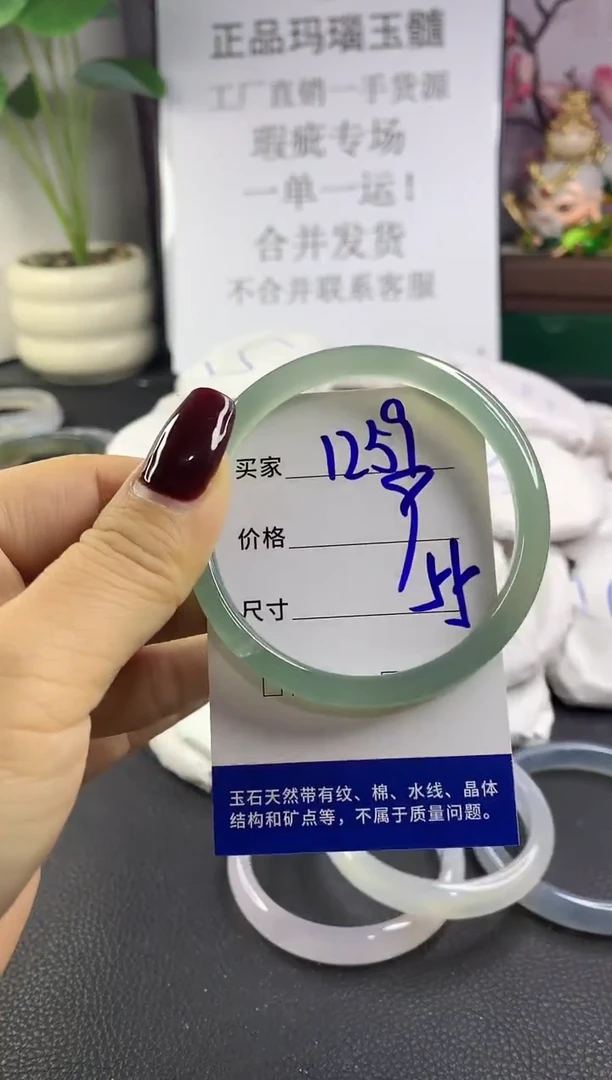 正品玛瑙玉髓
工厂直销一手货源
瑕疵专场
一单一运！
合并发货
不合并联系客服
买家 1259
价格
尺寸 55
玉石天然带有纹、棉、水线、晶体
结构和矿点等，不属于质量问题。